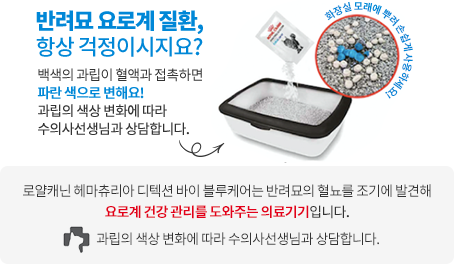 반려묘 요로계 질환,
항상 걱정이시지요?
백색의 과립이 혈액과 접촉하면
파란 색으로 변해요!
과립의 색상 변화에 따라
수의사선생님과 상담합니다.
화장실 모래에 뿌려 손쉽게 사용하세요!
로얄캐닌 헤마츄리아 디텍션 바이 블루케어는 반려묘의 혈뇨를 조기에 발견해
요로계 건강 관리를 도와주는 의료기기입니다.
과립의 색상 변화에 따라 수의사선생님과 상담합니다.